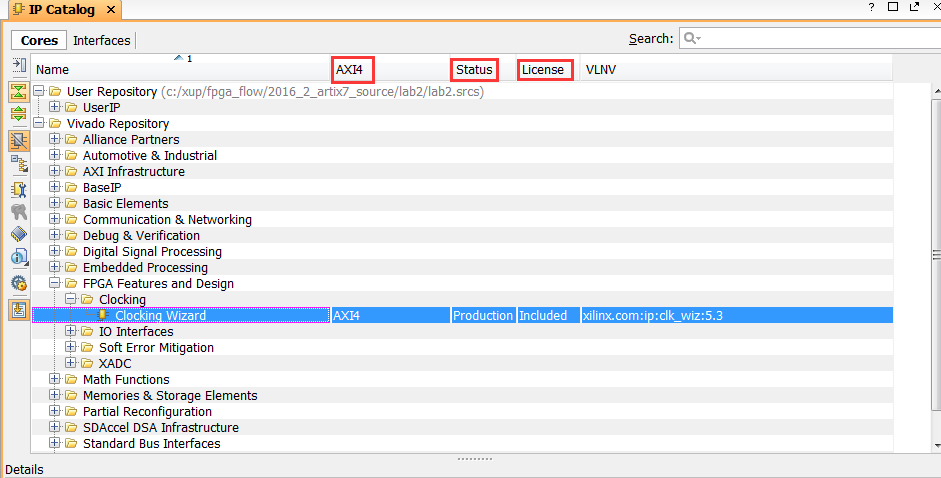 IP Catalog
Cores Interfaces Search:
Name 1 AXI4 Status License VLNV
User Repository (c:/xup/fpga_flow/2016_2_artix7_source/lab2/lab2.srcs)
UserIP
Vivado Repository
Alliance Partners
Automotive & Industrial
AXI Infrastructure
BaseIP
Basic Elements
Communication & Networking
Debug & Verification
Digital Signal Processing
Embedded Processing
FPGA Features and Design
Clocking
Clocking Wizard AXI4 Production Included xilinx.com:ip:clk_wiz:5.3
IO Interfaces
Soft Error Mitigation
XADC
Math Functions
Memories & Storage Elements
Partial Reconfiguration
SDAccel DSA Infrastructure
Standard Bus Interfaces
Details